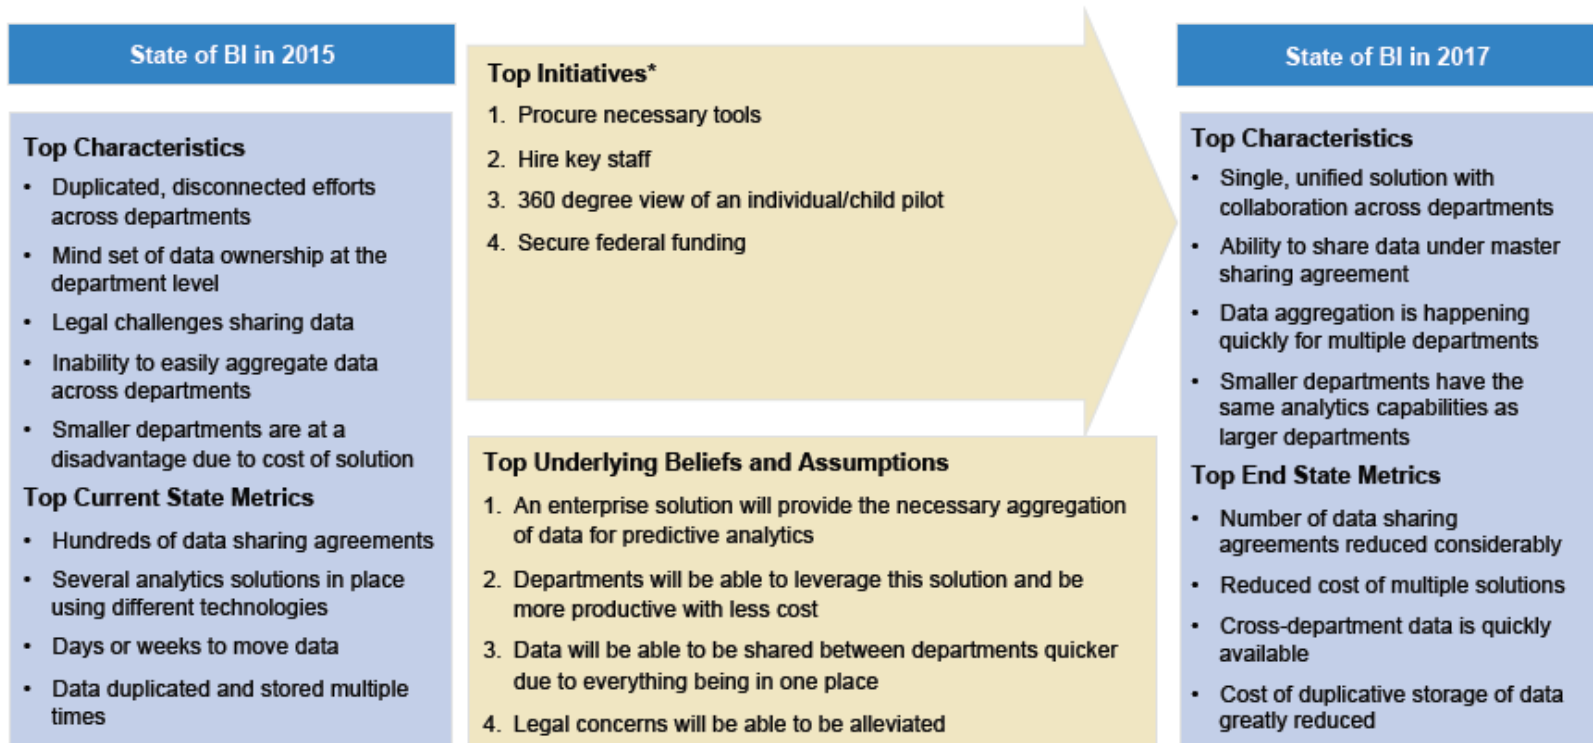 State of BI in 2015
Top Characteristics
• Duplicated, disconnected efforts
across departments
• Mind set of data ownership at the
department level
• Legal challenges sharing data
• Inability to easily aggregate data
across departments
• Smaller departments are at a
disadvantage due to cost of solution
Top Current State Metrics
• Hundreds of data sharing agreements
• Several analytics solutions in place
using different technologies
• Days or weeks to move data
• Data duplicated and stored multiple
times
Top Initiatives*
1. Procure necessary tools
2. Hire key staff
3. 360 degree view of an individual/child pilot
4. Secure federal funding
Top Underlying Beliefs and Assumptions
1. An enterprise solution will provide the necessary aggregation
of data for predictive analytics
2. Departments will be able to leverage this solution and be
more productive with less cost
3. Data will be able to be shared between departments quicker
due to everything being in one place
4. Legal concerns will be able to be alleviated
State of BI in 2017
Top Characteristics
• Single, unified solution with
collaboration across departments
• Ability to share data under master
sharing agreement
• Data aggregation is happening
quickly for multiple departments
• Smaller departments have the
same analytics capabilities as
larger departments
Top End State Metrics
• Number of data sharing
agreements reduced considerably
• Reduced cost of multiple solutions
• Cross-department data is quickly
available
• Cost of duplicative storage of data
greatly reduced